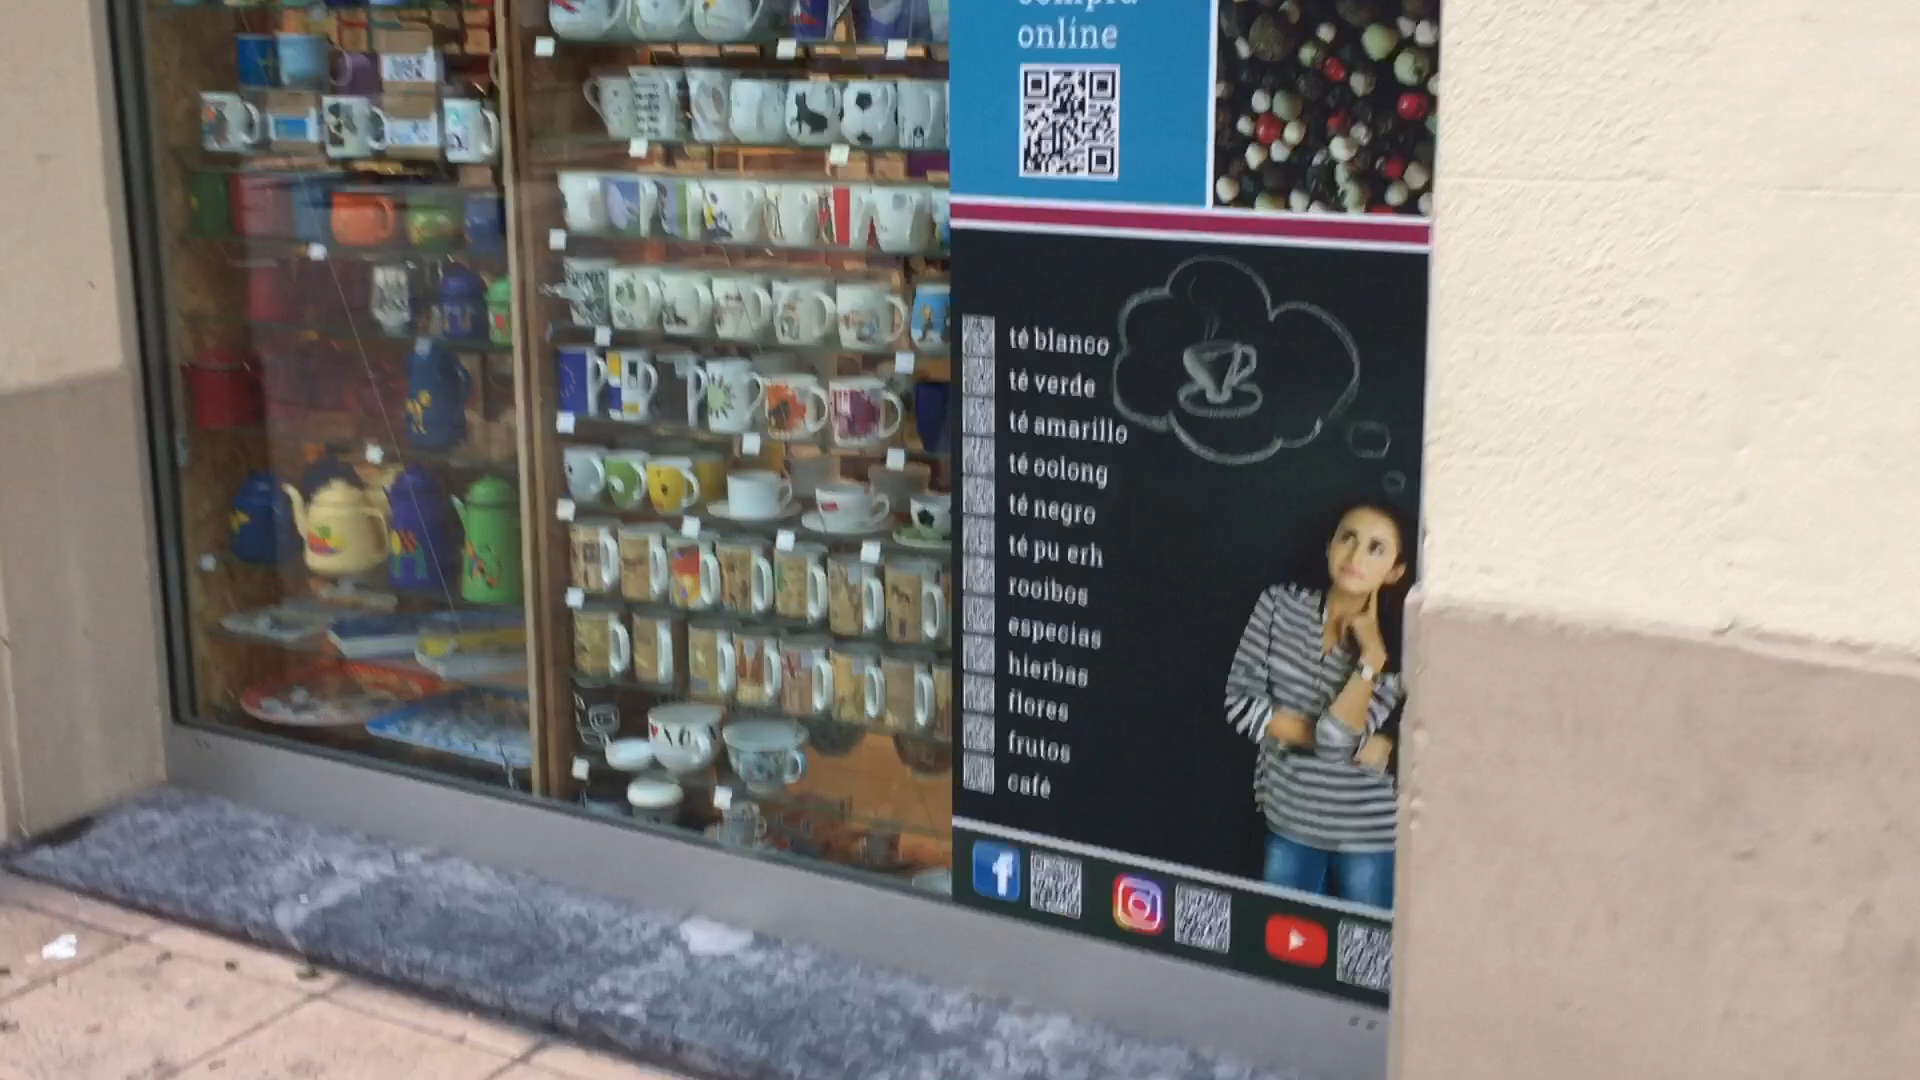 compra
online
té blanco
té verde
té amarillo
té oolong
té negro
té pu erh
rooibos
especias
hierbas
flores
frutos
café